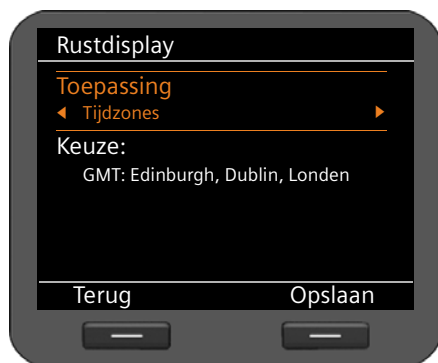 Rustdisplay
Toepassing
Tijdzones
Keuze:
GMT: Edinburgh, Dublin, Londen
Terug Opslaan